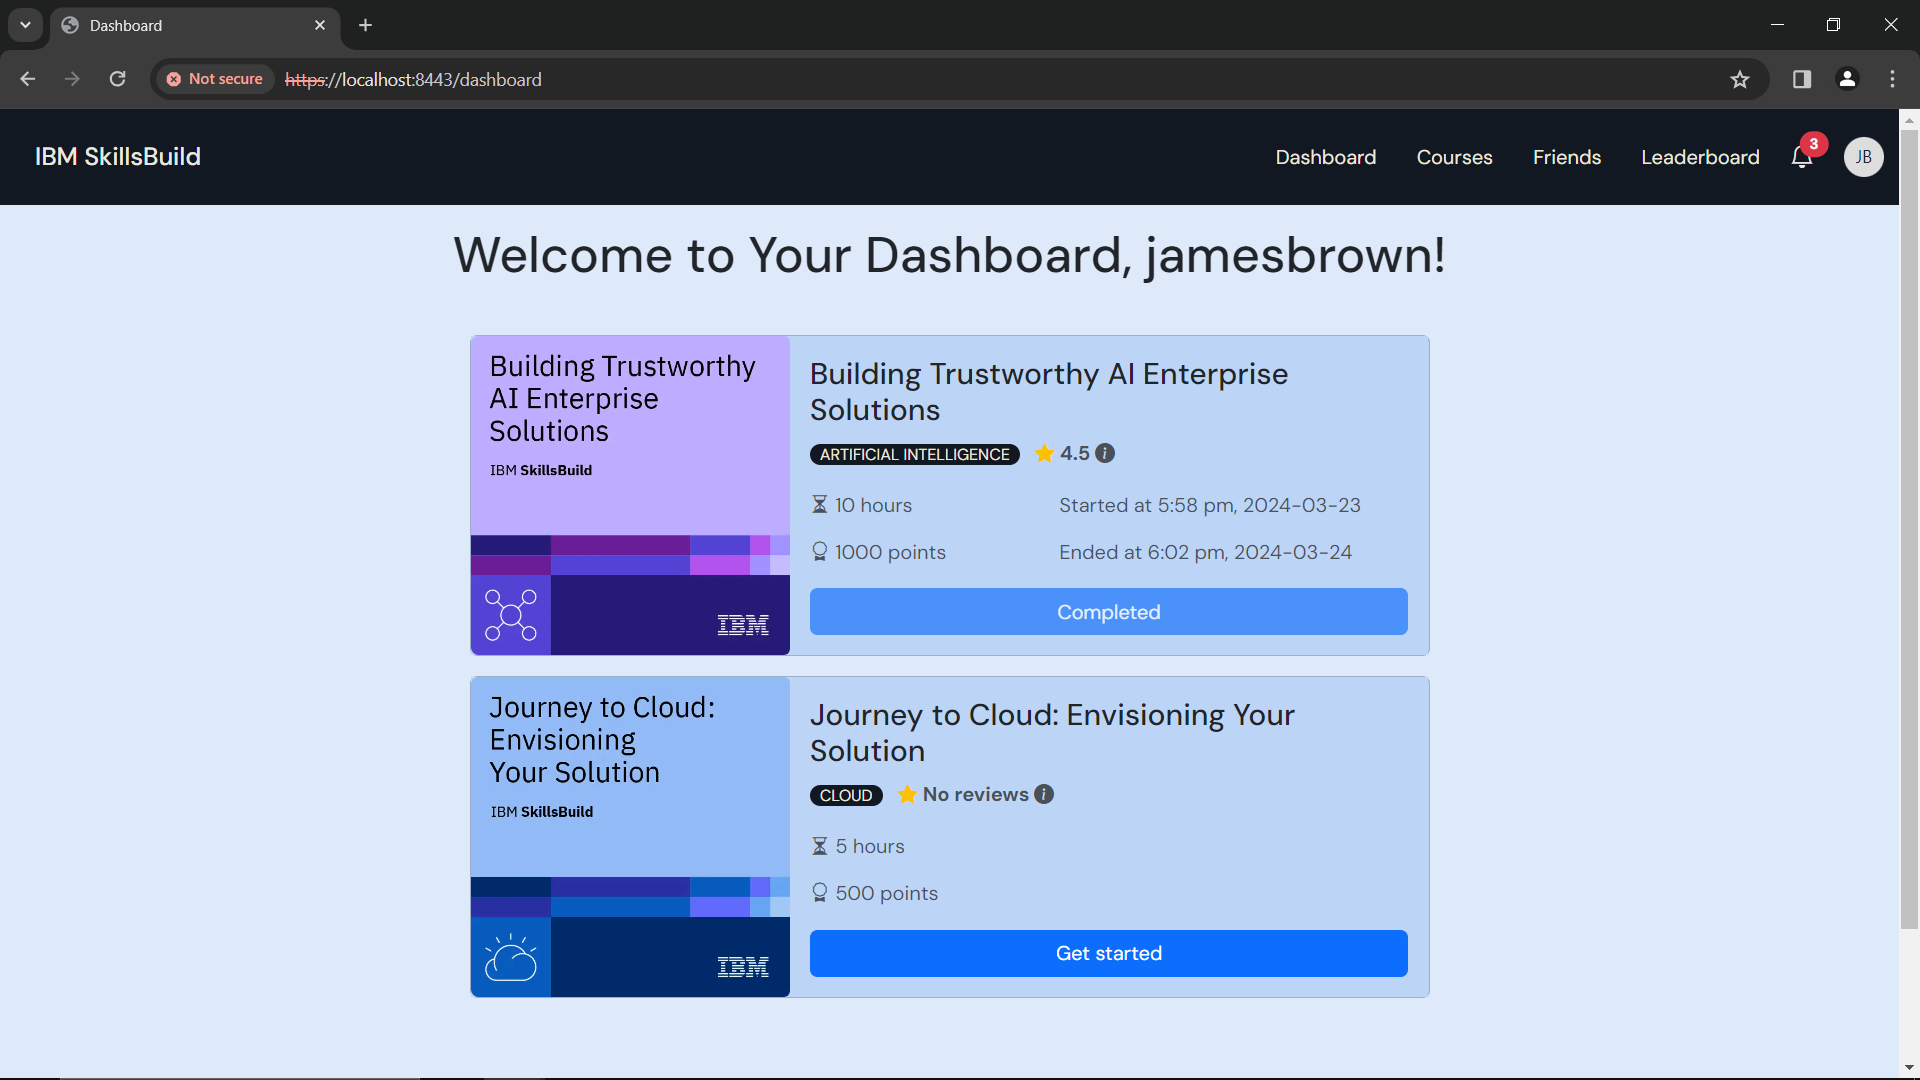 Dashboard
Not secure https://localhost:8443/dashboard
IBM SkillsBuild Dashboard Courses Friends Leaderboard 3 JB
Welcome to Your Dashboard, jamesbrown!
Building Trustworthy
AI Enterprise
Solutions
IBM SkillsBuild
IBM
Building Trustworthy AI Enterprise
Solutions
ARTIFICIAL INTELLIGENCE 4.5
10 hours Started at 5:58 pm, 2024-03-23
1000 points Ended at 6:02 pm, 2024-03-24
Completed
Journey to Cloud:
Envisioning
Your Solution
IBM SkillsBuild
IBM
Journey to Cloud: Envisioning Your
Solution
CLOUD No reviews
5 hours
500 points
Get started